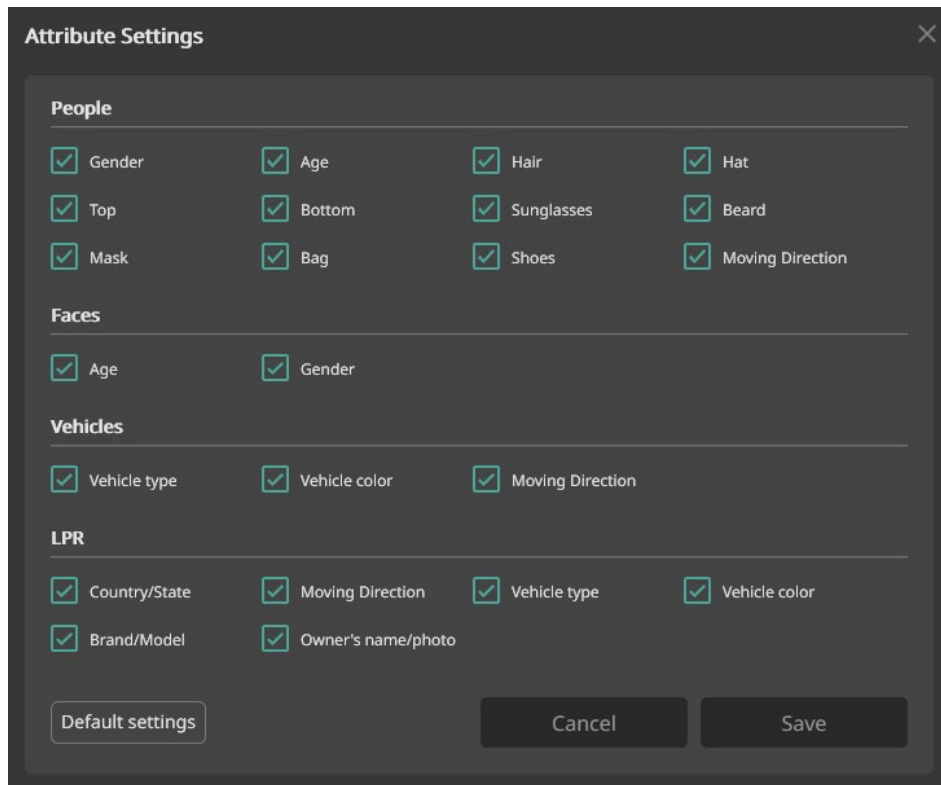 Attribute Settings
People
Gender Age Hair Hat
Top Bottom Sunglasses Beard
Mask Bag Shoes Moving Direction
Faces
Age Gender
Vehicles
Vehicle type Vehicle color Moving Direction
LPR
Country/State Moving Direction Vehicle type Vehicle color
Brand/Model Owner's name/photo
Default settings Cancel Save